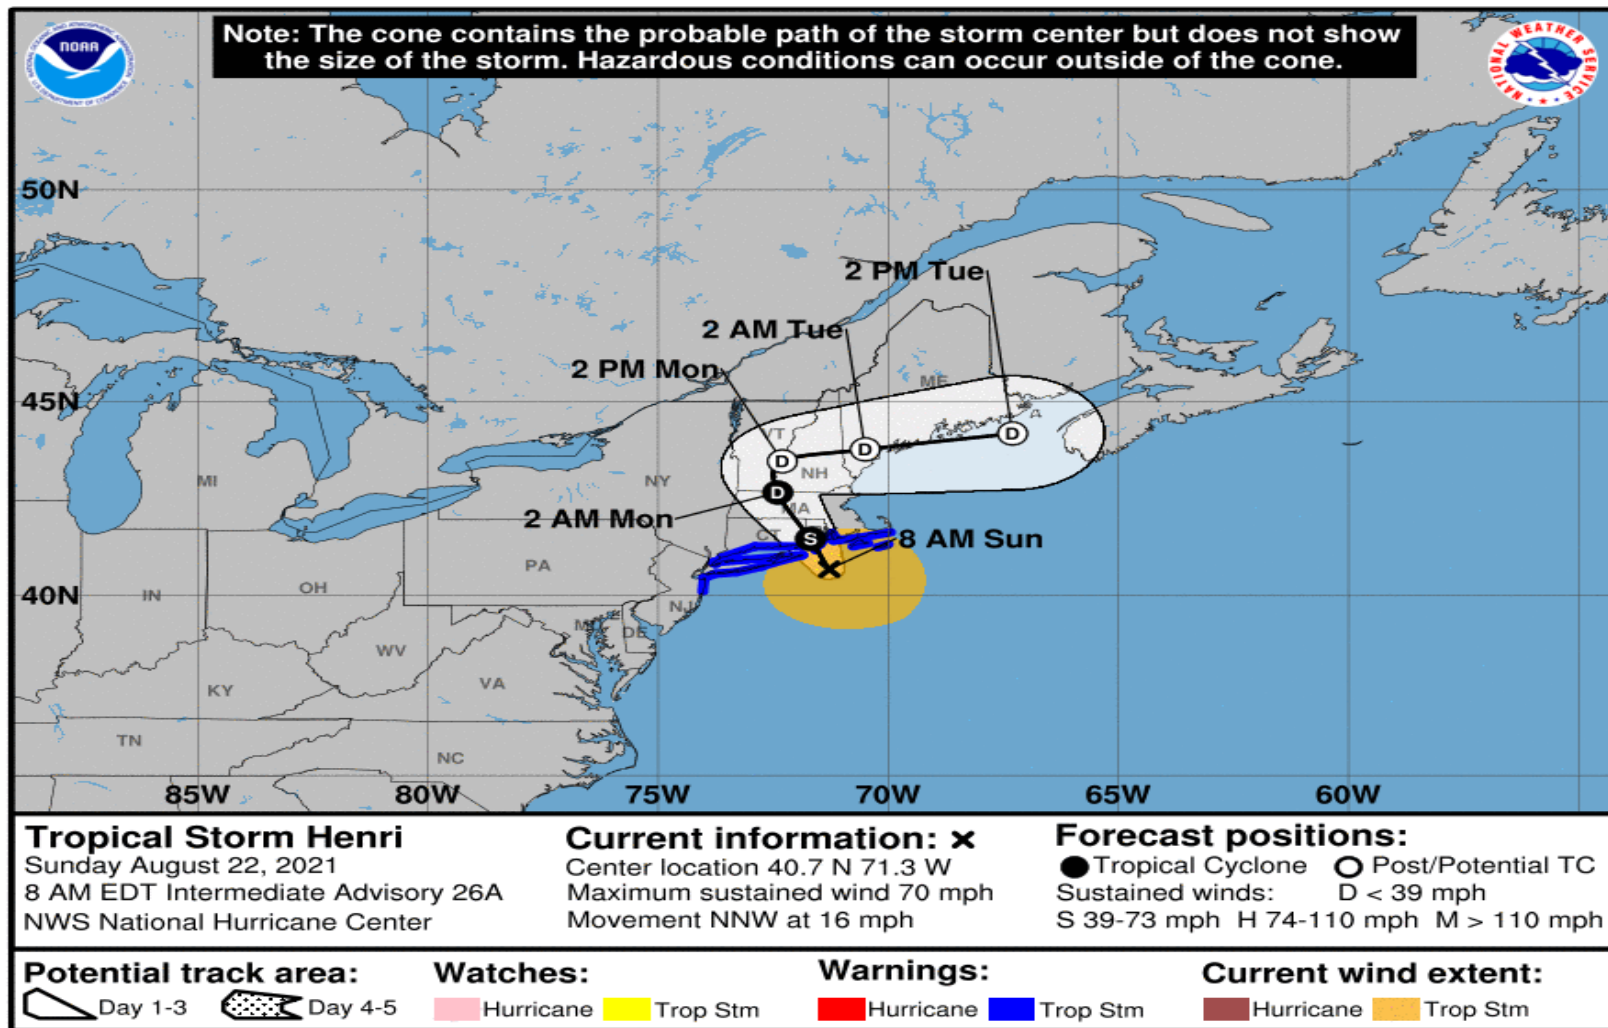 Note: The cone contains the probable path of the storm center but does not show
the size of the storm. Hazardous conditions can occur outside of the cone.
NOAA
NATIONAL WEATHER SERVICE
50N
2 PM Tue
2 AM Tue
2 PM Mon
ME
45N
VT
NH
MI
NY
2 AM Mon
D
D
D
D
S
MA
CT
8 AM Sun
PA
OH
IN
40N
NJ
DE
WV
VA
KY
TN
NC
85W
80W
75W
70W
65W
60W
Tropical Storm Henri
Sunday August 22, 2021
8 AM EDT Intermediate Advisory 26A
NWS National Hurricane Center
Current information: x
Center location 40.7 N 71.3 W
Maximum sustained wind 70 mph
Movement NNW at 16 mph
Forecast positions:
Tropical Cyclone Post/Potential TC
Sustained winds: D < 39 mph
S 39-73 mph H 74-110 mph M > 110 mph
Potential track area:
Day 1-3 Day 4-5
Watches:
Hurricane Trop Stm
Warnings:
Hurricane Trop Stm
Current wind extent:
Hurricane Trop Stm